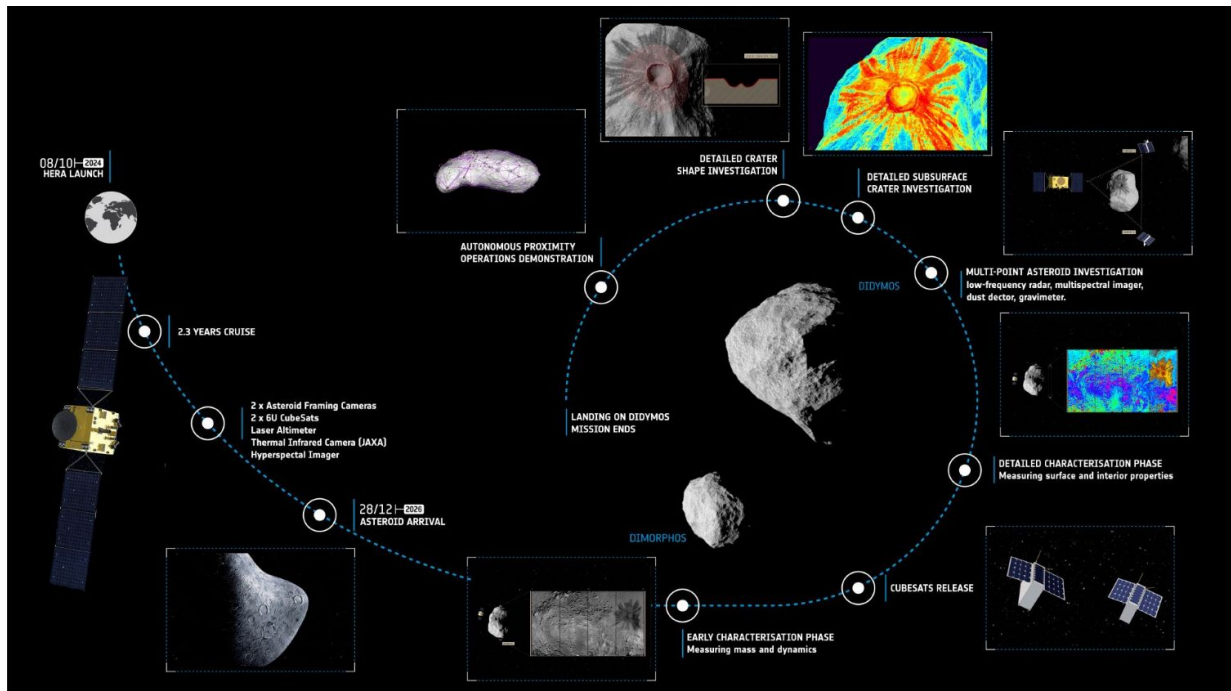 08/10 2024
HERA LAUNCH
2.3 YEARS CRUISE
2 x Asteroid Framing Cameras
2 x 6U CubeSats
Laser Altimeter
Thermal Infrared Camera (JAXA)
Hyperspectal Imager
28/12 2026
ASTEROID ARRIVAL
EARLY CHARACTERISATION PHASE
Measuring mass and dynamics
CUBESATS RELEASE
DETAILED CHARACTERISATION PHASE
Measuring surface and interior properties
MULTI-POINT ASTEROID INVESTIGATION
low-frequency radar, multispectral imager,
dust dector, gravimeter.
DETAILED SUBSURFACE
CRATER INVESTIGATION
DETAILED CRATER
SHAPE INVESTIGATION
AUTONOMOUS PROXIMITY
OPERATIONS DEMONSTRATION
LANDING ON DIDYMOS
MISSION ENDS
DIDYMOS
DIMORPHOS